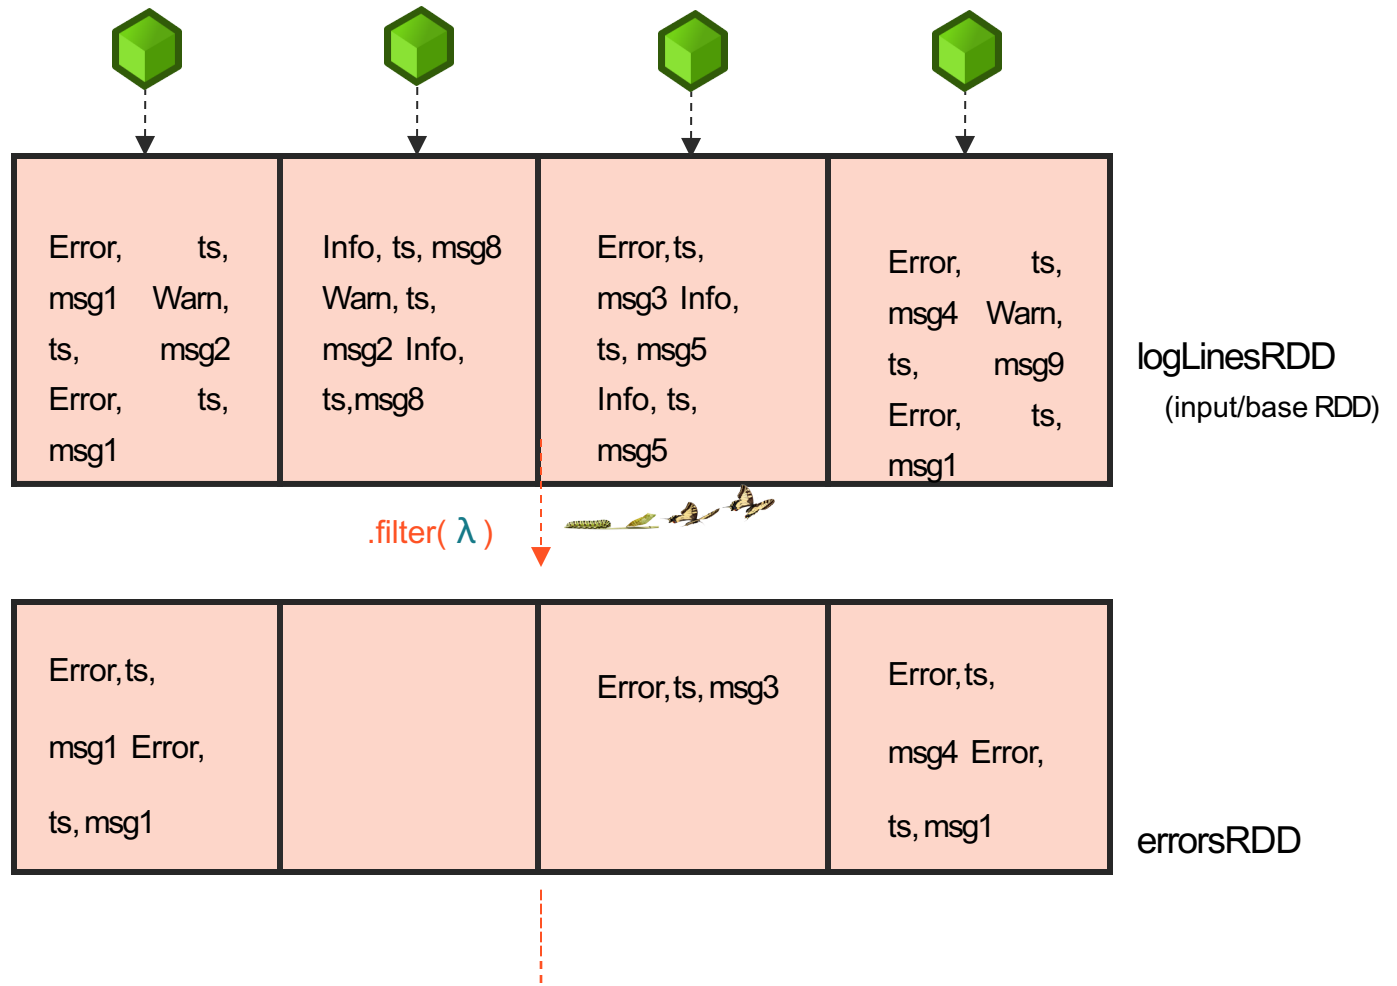 Error, ts,
msg1 Warn,
ts, msg2
Error, ts,
msg1
Info, ts, msg8
Warn, ts,
msg2 Info,
ts,msg8
Error,ts,
msg3 Info,
ts, msg5
Info, ts,
msg5
Error, ts,
msg4 Warn,
ts, msg9
Error, ts,
msg1
logLinesRDD
(input/base RDD)
.filter( λ )
Error,ts,
msg1 Error,
ts,msg1
Error,ts,msg3
Error,ts,
msg4 Error,
ts,msg1
errorsRDD